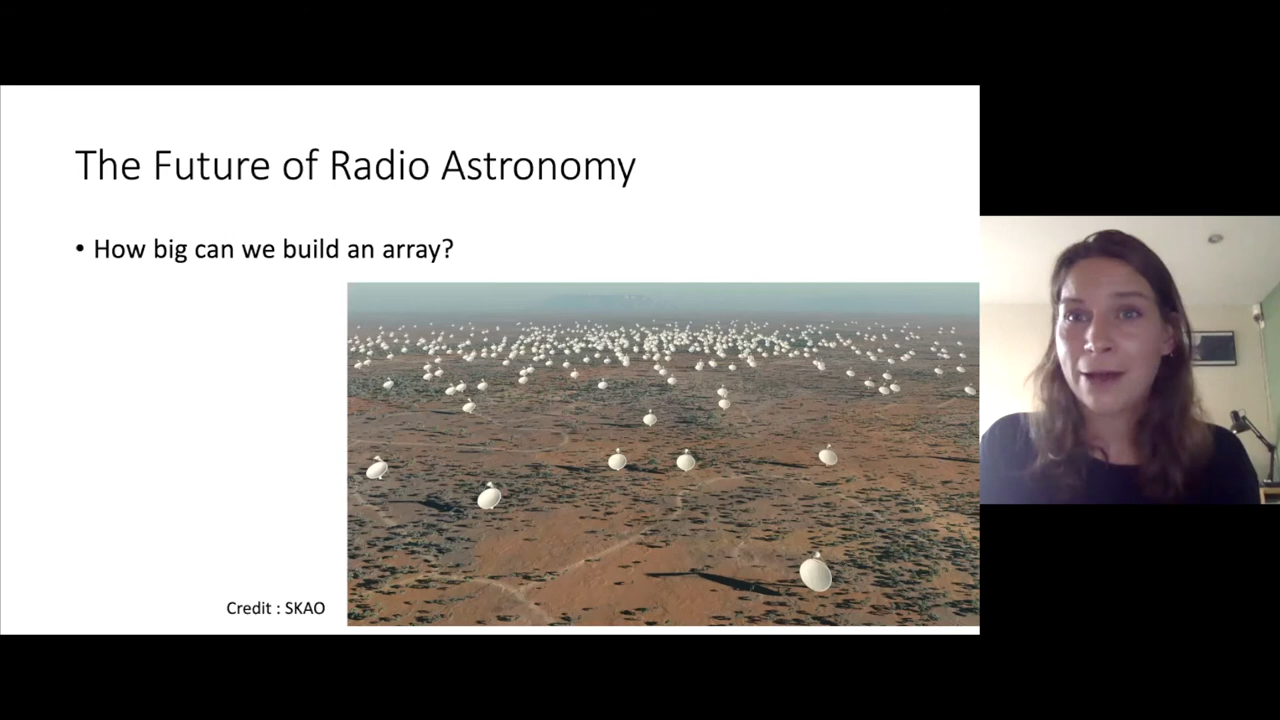 The Future of Radio Astronomy
• How big can we build an array?
Credit : SKAO